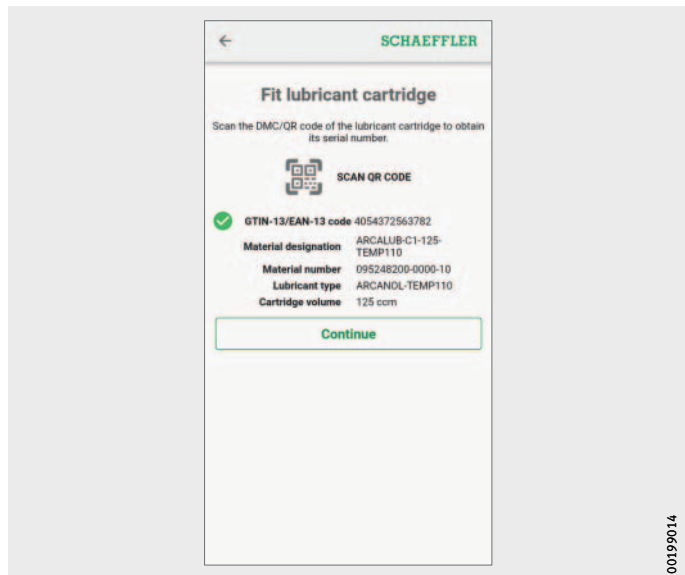 SCHAEFFLER
Fit lubricant cartridge
Scan the DMC/QR code of the lubricant cartridge to obtain
its serial number.
SCAN QR CODE
GTIN-13/EAN-13 code 4054372563782
Material designation ARCALUB-C1-125-
TEMP110
Material number 095248200-0000-10
Lubricant type ARCANOL-TEMP110
Cartridge volume 125 ccm
Continue
00199014